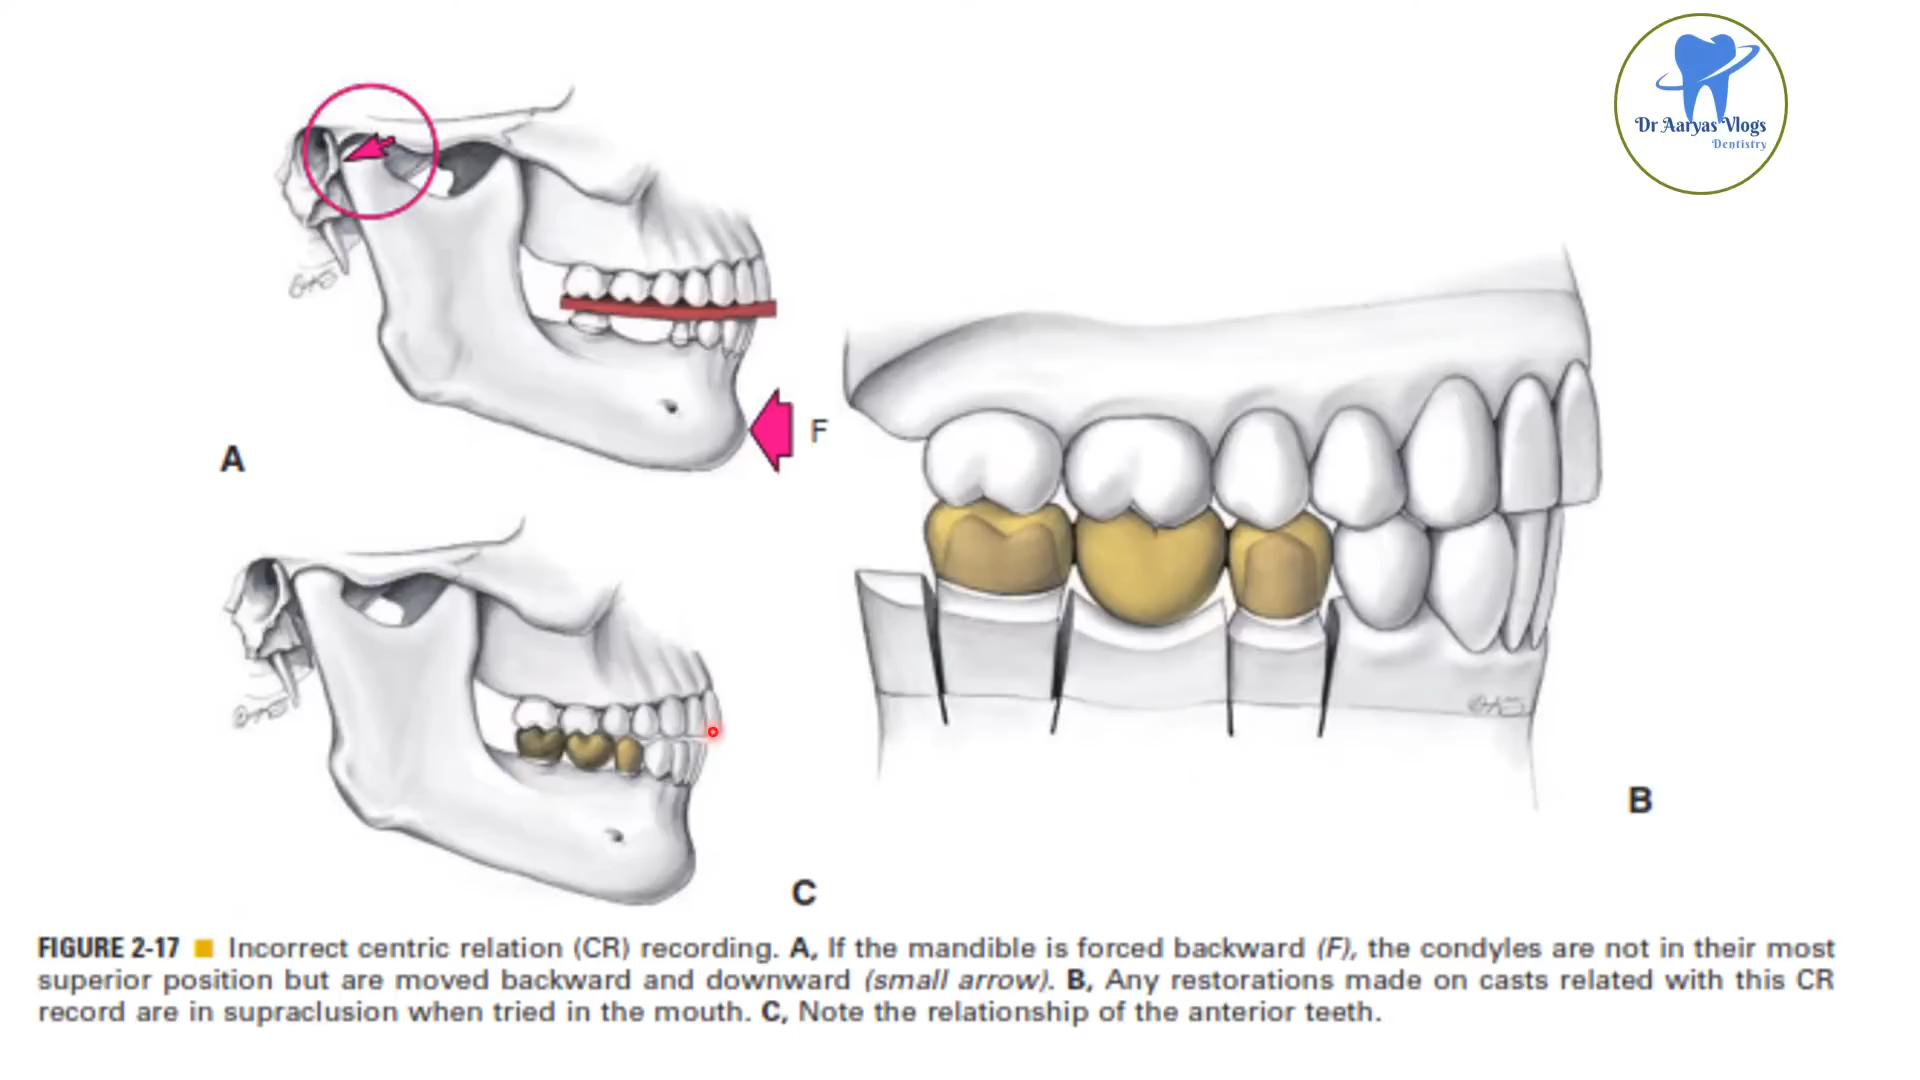 Dr Aaryas Vlogs
Dentistry
F
A
B
C
FIGURE 2-17 Incorrect centric relation (CR) recording. A, If the mandible is forced backward (F), the condyles are not in their most
superior position but are moved backward and downward (small arrow). B, Any restorations made on casts related with this CR
record are in supraclusion when tried in the mouth. C, Note the relationship of the anterior teeth.